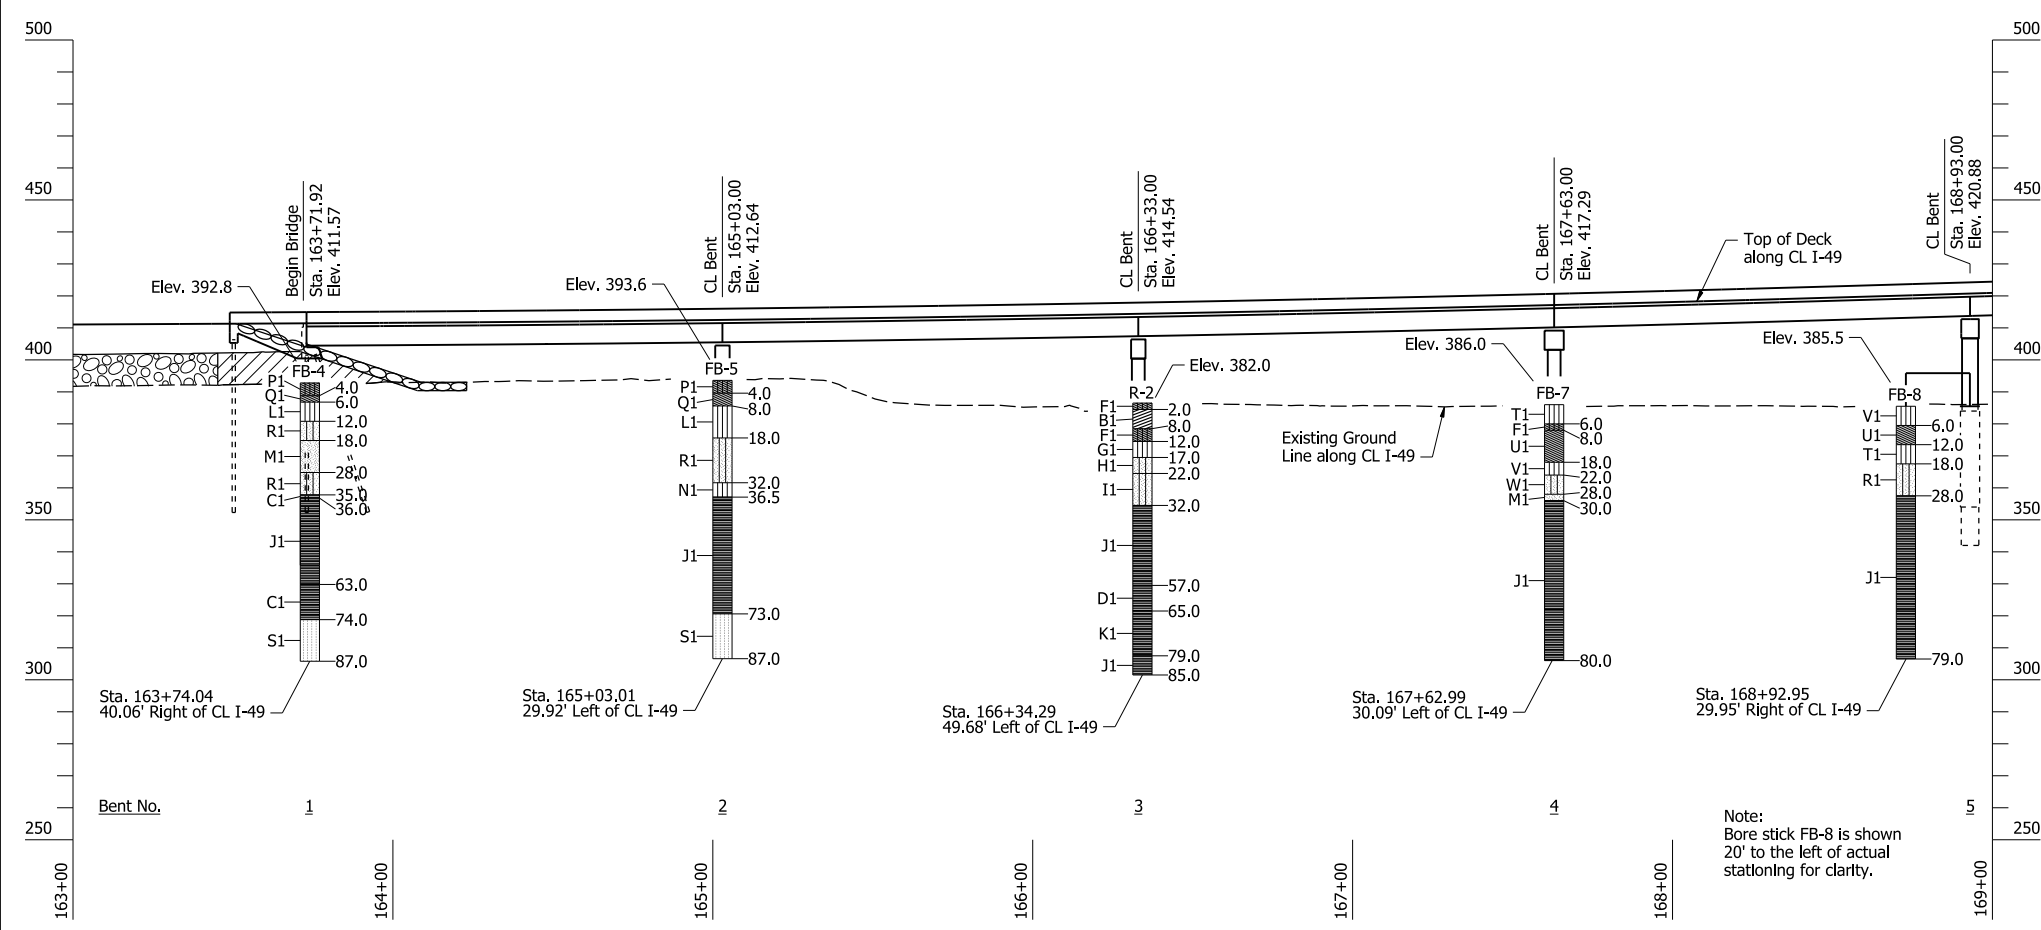 500
500
450
450
400
400
350
350
300
300
250
250
Begin Bridge
Sta. 163+71.92
Elev. 411.57
CL Bent
Sta. 165+03.00
Elev. 412.64
CL Bent
Sta. 166+33.00
Elev. 414.54
CL Bent
Sta. 167+63.00
Elev. 417.29
CL Bent
Sta. 168+93.00
Elev. 420.88
Top of Deck
along CL I-49
Existing Ground
Line along CL I-49
Elev. 392.8
FB-4
P1
4.0
Q1
6.0
L1
12.0
R1
18.0
M1
28.0
R1
35.0
C1
36.0
J1
63.0
C1
74.0
S1
87.0
Sta. 163+74.04
40.06' Right of CL I-49
Elev. 393.6
FB-5
P1
4.0
Q1
8.0
L1
18.0
R1
32.0
N1
36.5
J1
73.0
S1
87.0
Sta. 165+03.01
29.92' Left of CL I-49
Elev. 382.0
R-2
F1
2.0
B1
8.0
F1
12.0
G1
17.0
H1
22.0
I1
32.0
J1
57.0
D1
65.0
K1
79.0
J1
85.0
Sta. 166+34.29
49.68' Left of CL I-49
Elev. 386.0
FB-7
T1
6.0
F1
8.0
U1
18.0
V1
22.0
W1
28.0
M1
30.0
J1
80.0
Sta. 167+62.99
30.09' Left of CL I-49
Elev. 385.5
FB-8
V1
6.0
U1
12.0
T1
18.0
R1
28.0
J1
79.0
Sta. 168+92.95
29.95' Right of CL I-49
Bent No.
1
2
3
4
5
Note:
Bore stick FB-8 is shown
20' to the left of actual
stationing for clarity.
163+00
164+00
165+00
166+00
167+00
168+00
169+00